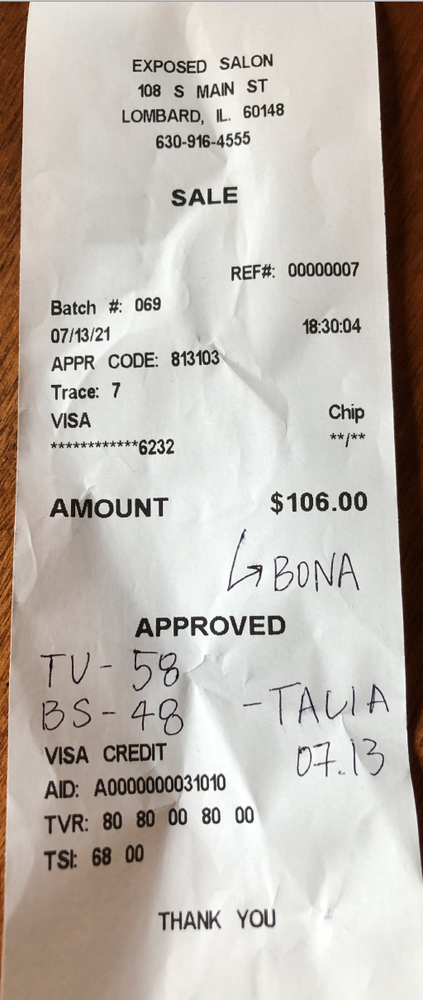 EXPOSED SALON
108 S MAIN ST
LOMBARD, IL. 60148
630-916-4555
SALE
REF#: 00000007
Batch #: 069
07/13/21 18:30:04
APPR CODE: 813103
Trace: 7
VISA Chip
************6232 **/**
AMOUNT $106.00
↳ BONA
APPROVED
TU - 58
BS - 48 - TALIA
VISA CREDIT 07.13
AID: A0000000031010
TVR: 80 80 00 80 00
TSI: 68 00
THANK YOU